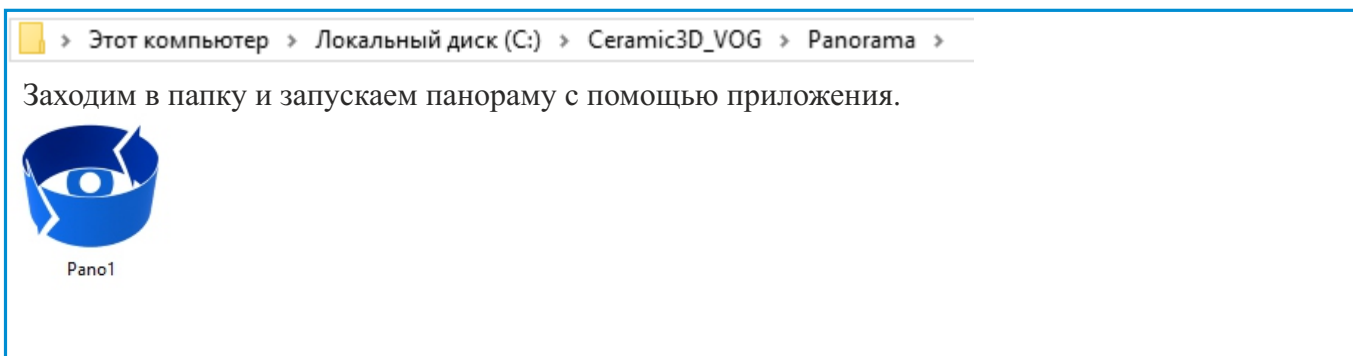 Этот компьютер > Локальный диск (C:) > Ceramic3D_VOG > Panorama >
Заходим в папку и запускаем панораму с помощью приложения.
Pano1